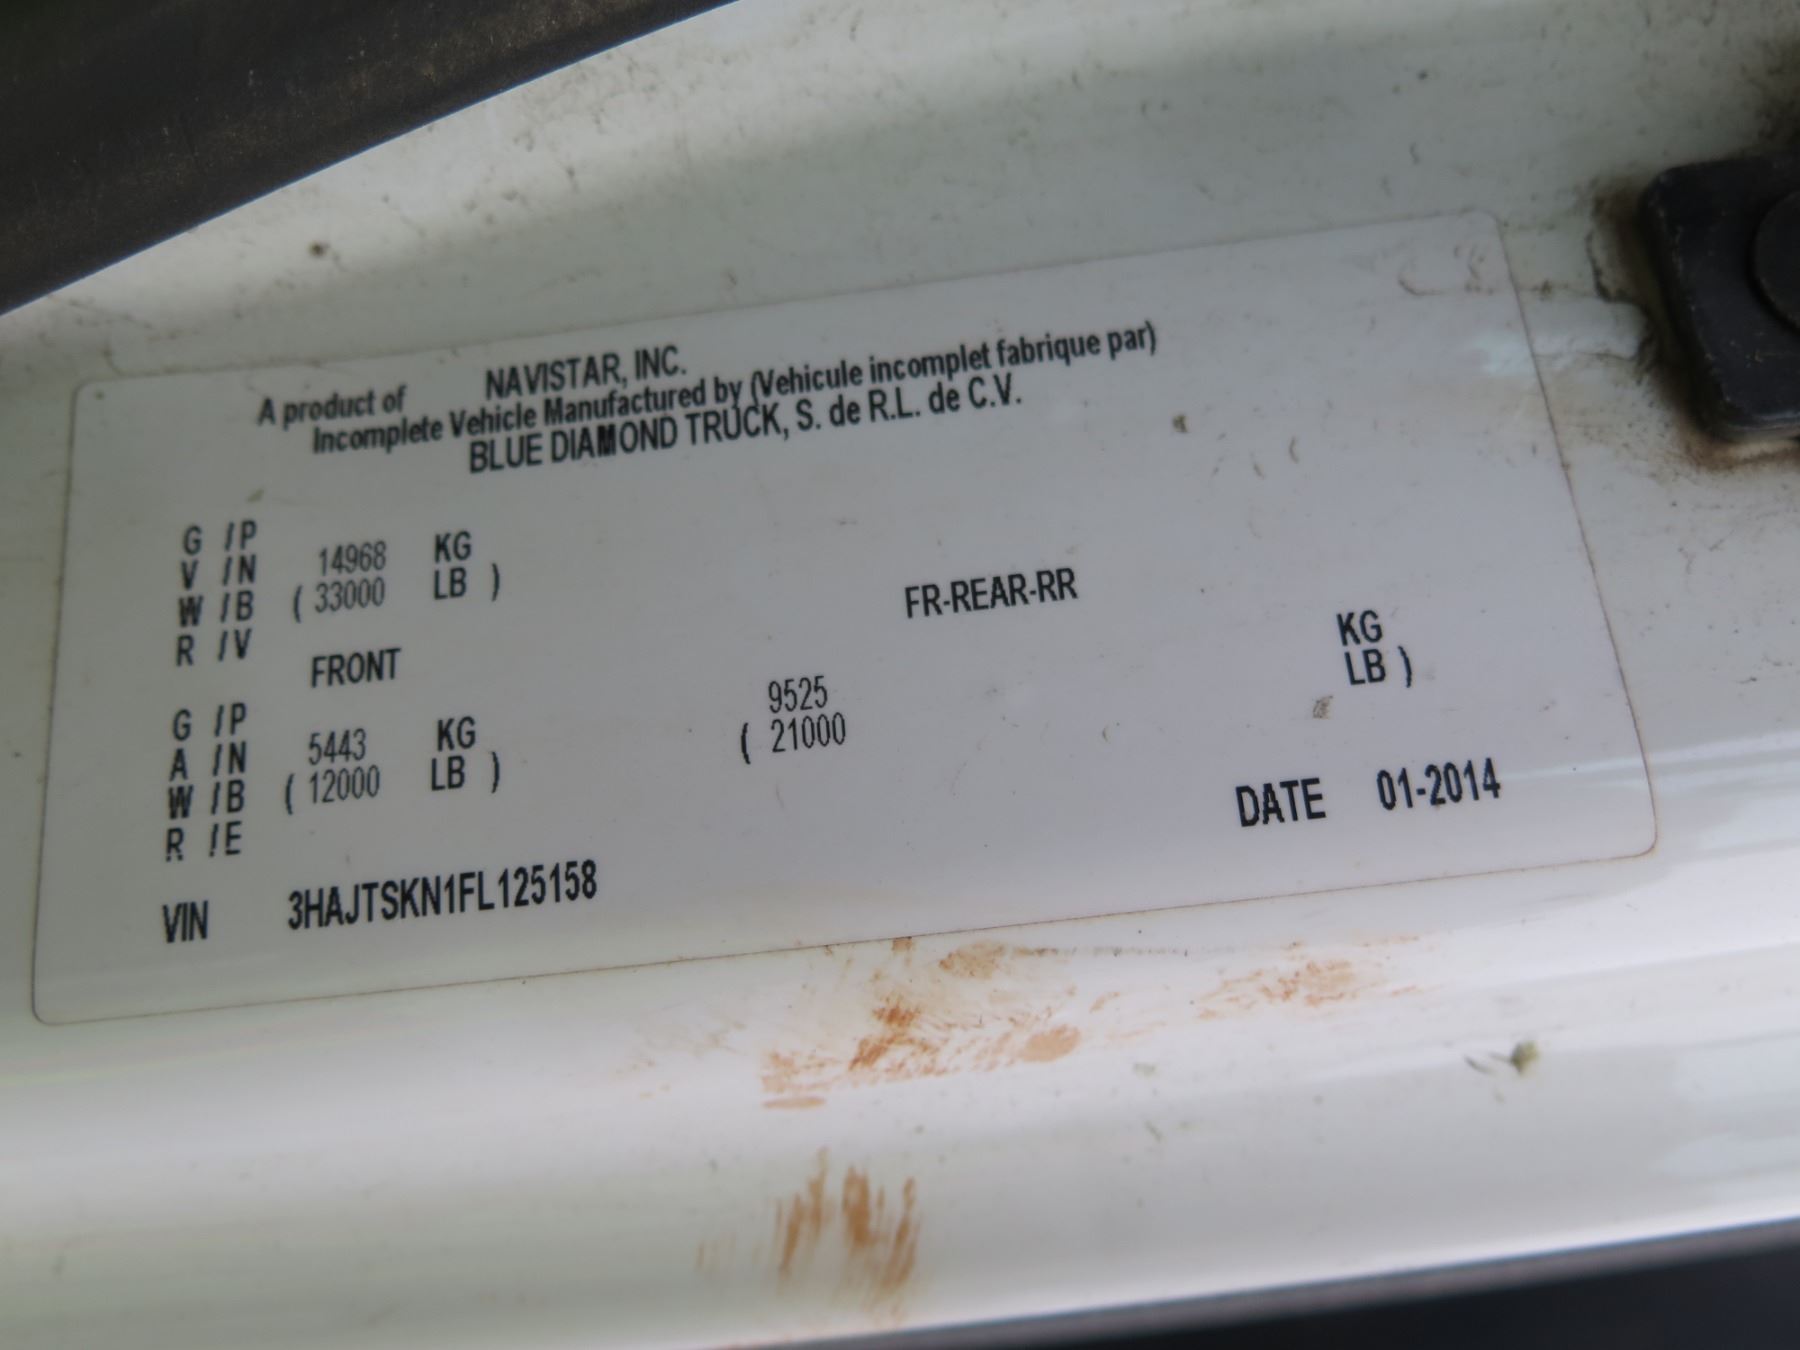 A product of NAVISTAR, INC.
Incomplete Vehicle Manufactured by (Vehicule incomplet fabrique par)
BLUE DIAMOND TRUCK, S. de R.L. de C.V.
G /P
V /N 14968 KG
W /B ( 33000 LB )
R /V
FRONT FR-REAR-RR
G /P
A /N 5443 KG 9525 KG
W /B ( 12000 LB ) ( 21000 LB )
R /E
DATE 01-2014
VIN 3HAJTSKN1FL125158